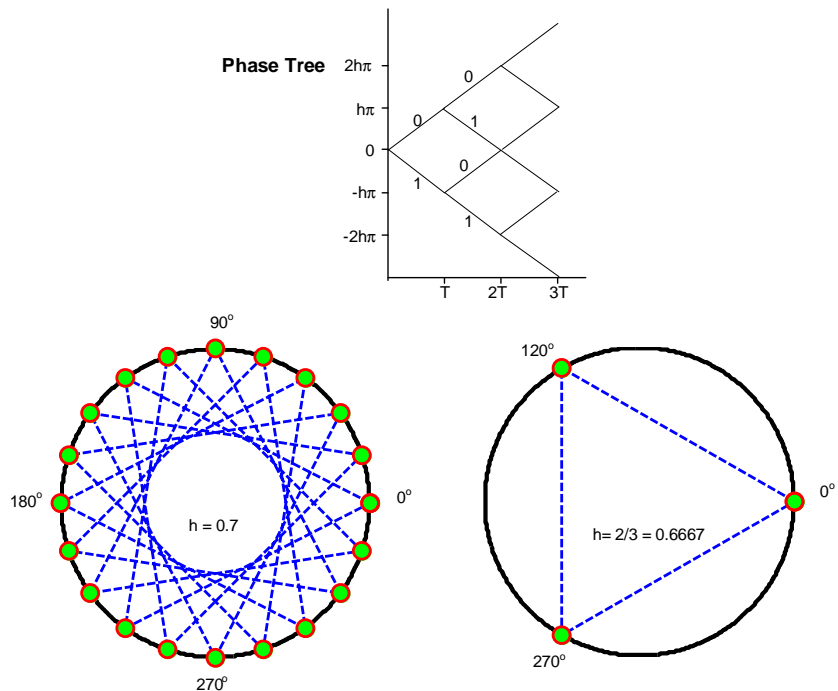 Phase Tree
2hπ
hπ
0
-hπ
-2hπ
0
0
1
0
1
1
T 2T 3T
90°
180°
0°
h = 0.7
270°
120°
0°
h= 2/3 = 0.6667
270°